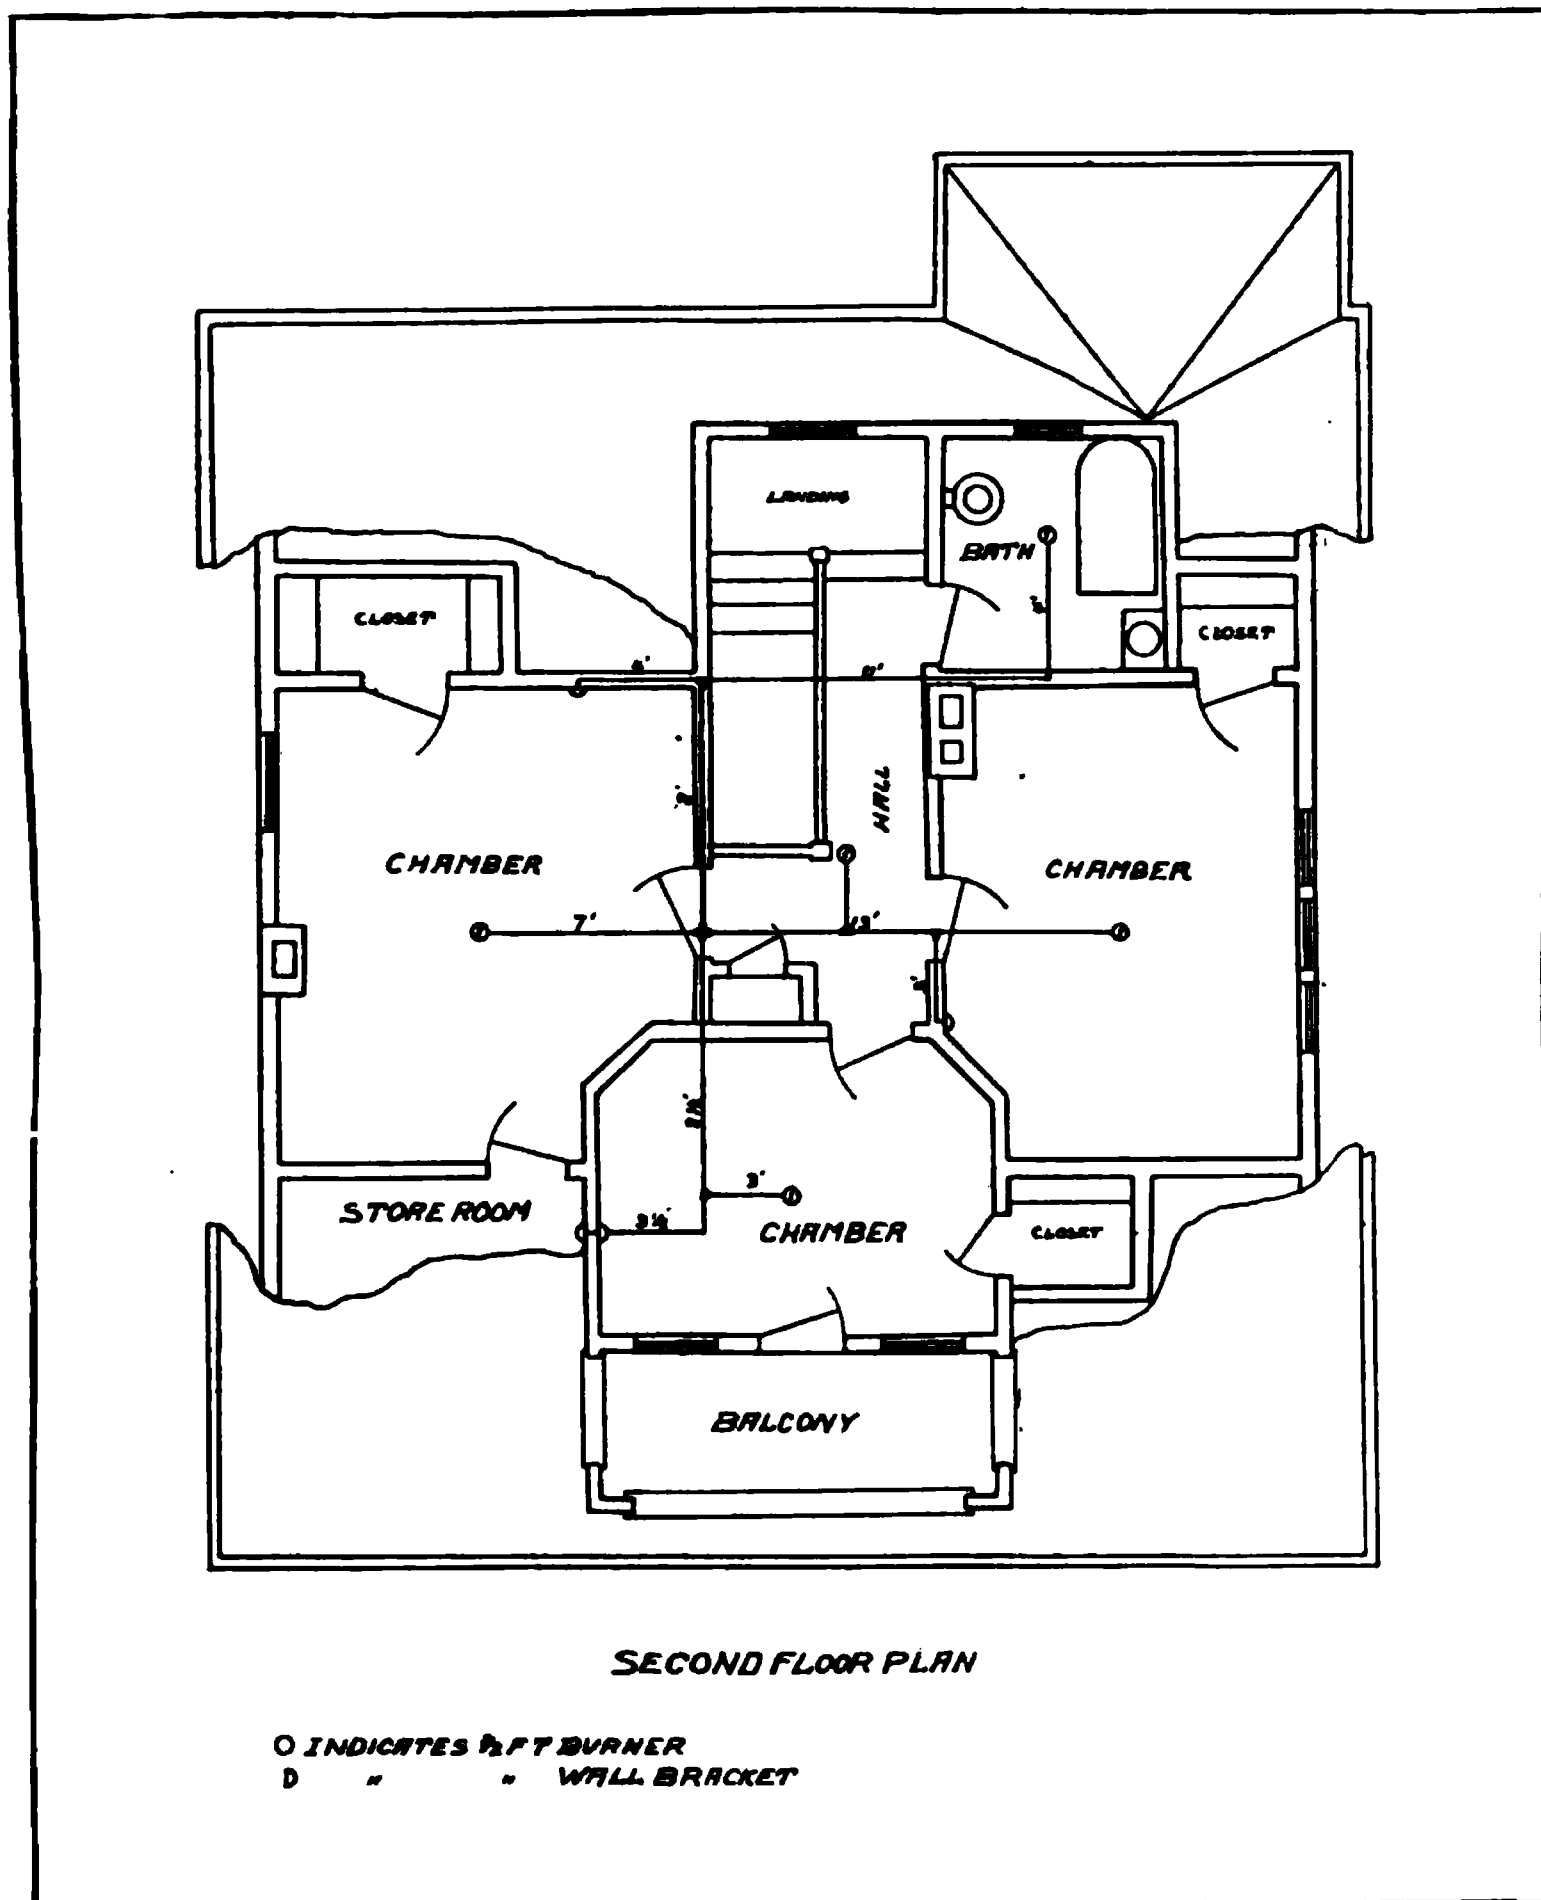 LANDING
BATH
CLOSET
CLOSET
4'
HALL
CHAMBER
CHAMBER
7'
13'
3'
STORE ROOM
CHAMBER
CLOSET
BALCONY
SECOND FLOOR PLAN
O INDICATES FT BURNER
D " " WALL BRACKET